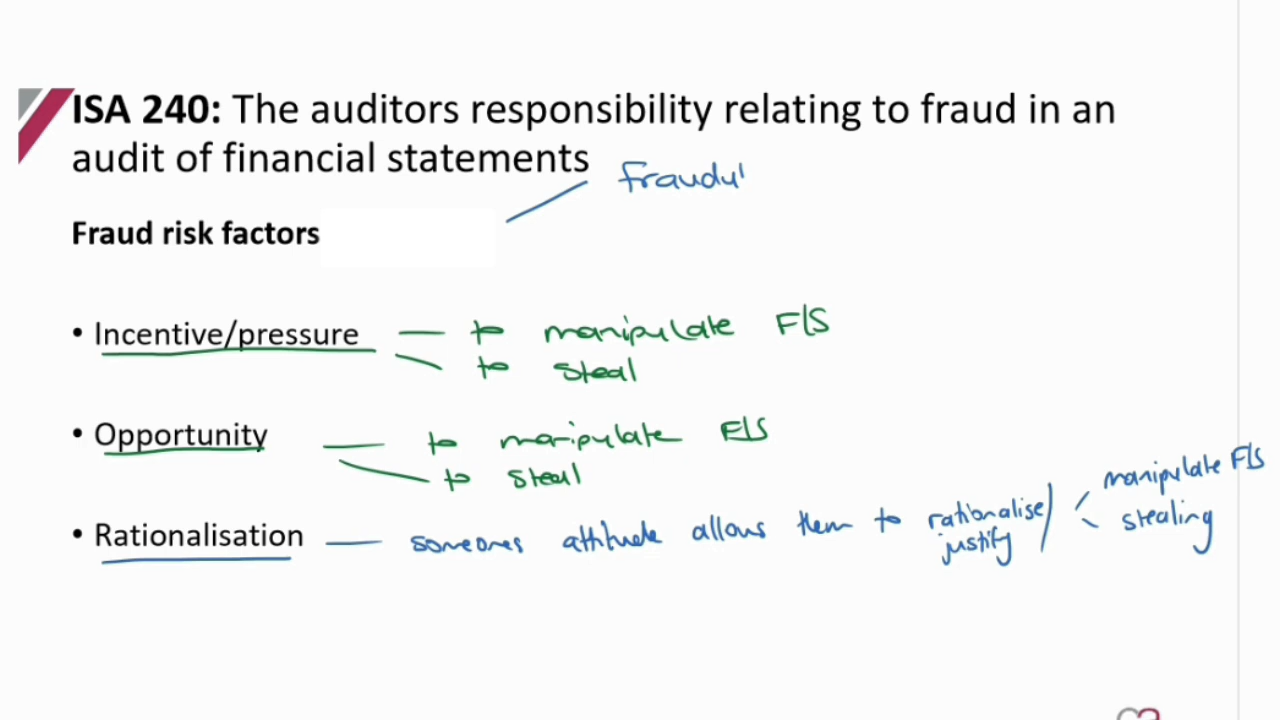 ISA 240: The auditors responsibility relating to fraud in an
audit of financial statements
Fraudul
Fraud risk factors
• Incentive/pressure — to manipulate F/S
to steal
• Opportunity — to manipulate F/S
to steal
• Rationalisation — someones attitude allows them to rationalise/
justify
manipulate F/S
stealing